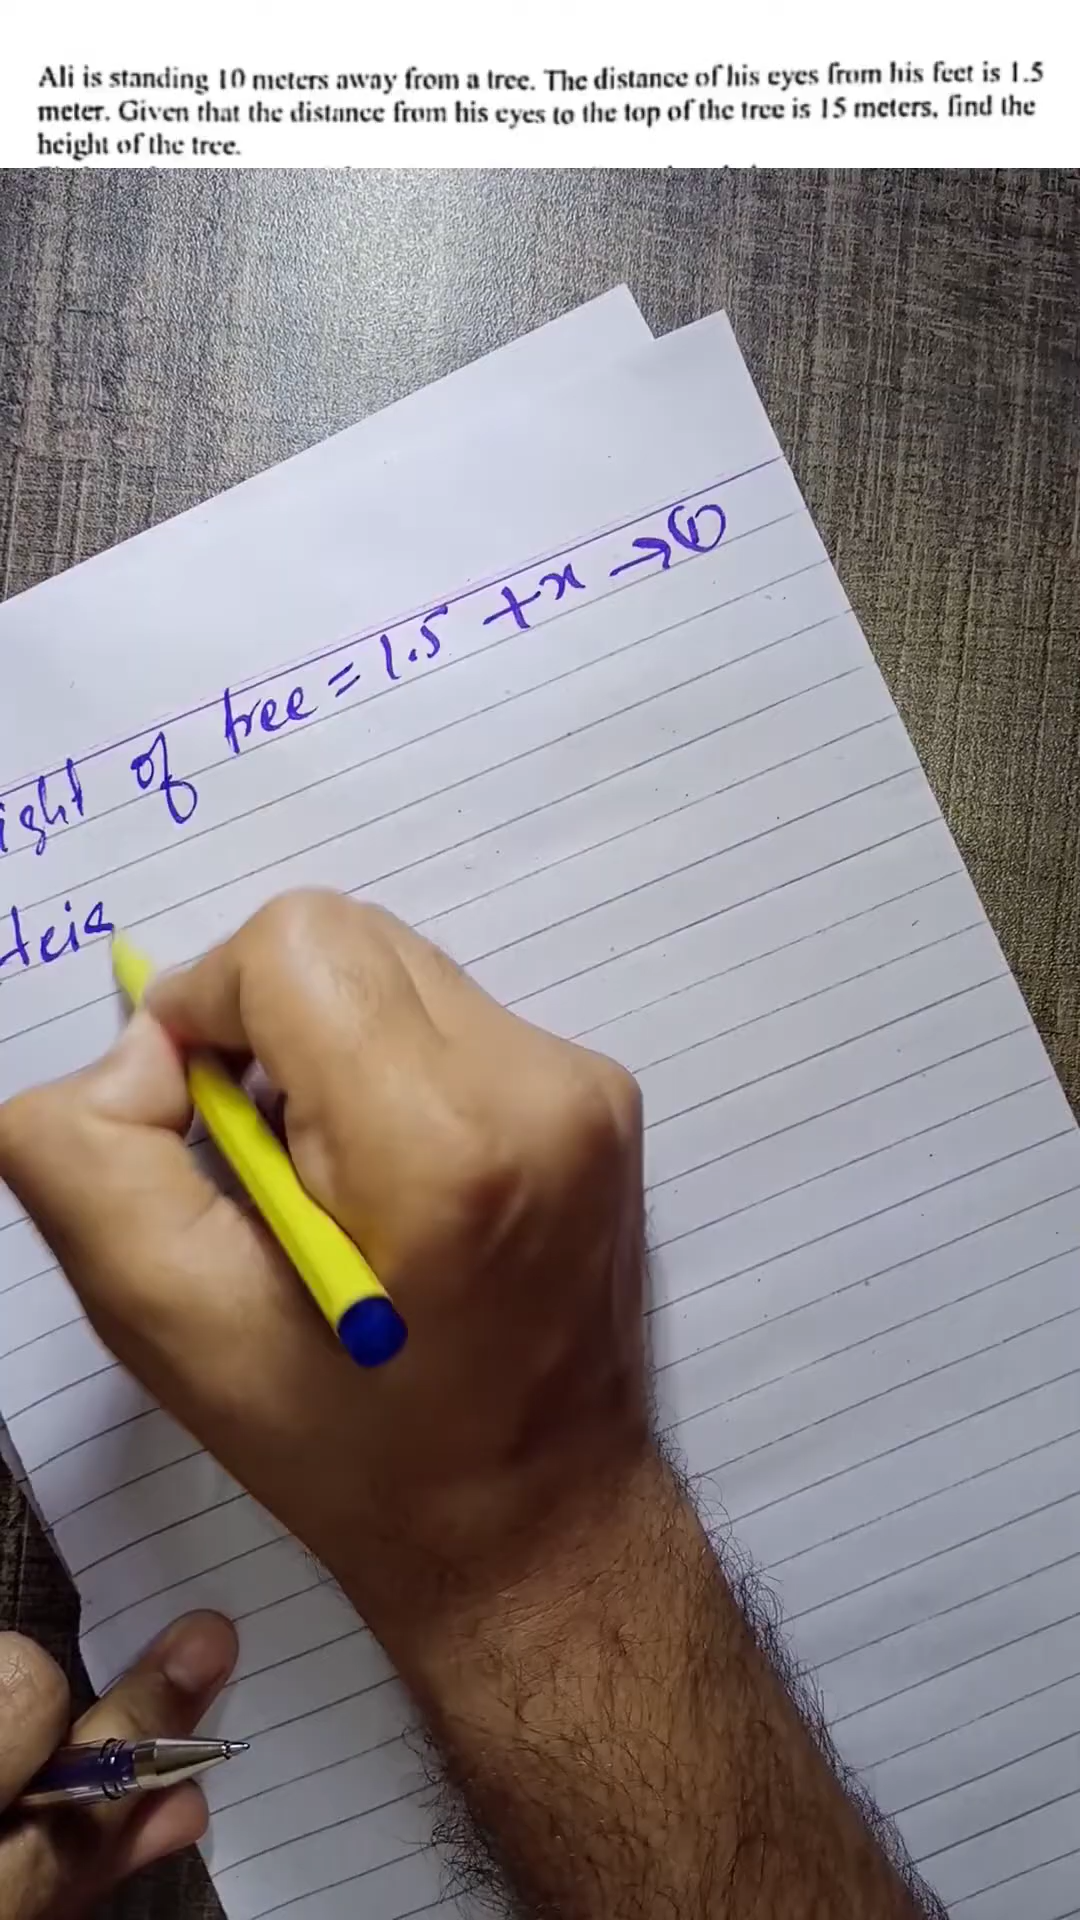 Ali is standing 10 meters away from a tree. The distance of his eyes from his feet is 1.5
meter. Given that the distance from his eyes to the top of the tree is 15 meters, find the
height of the tree.
ight of tree = 1.5 + x → ①